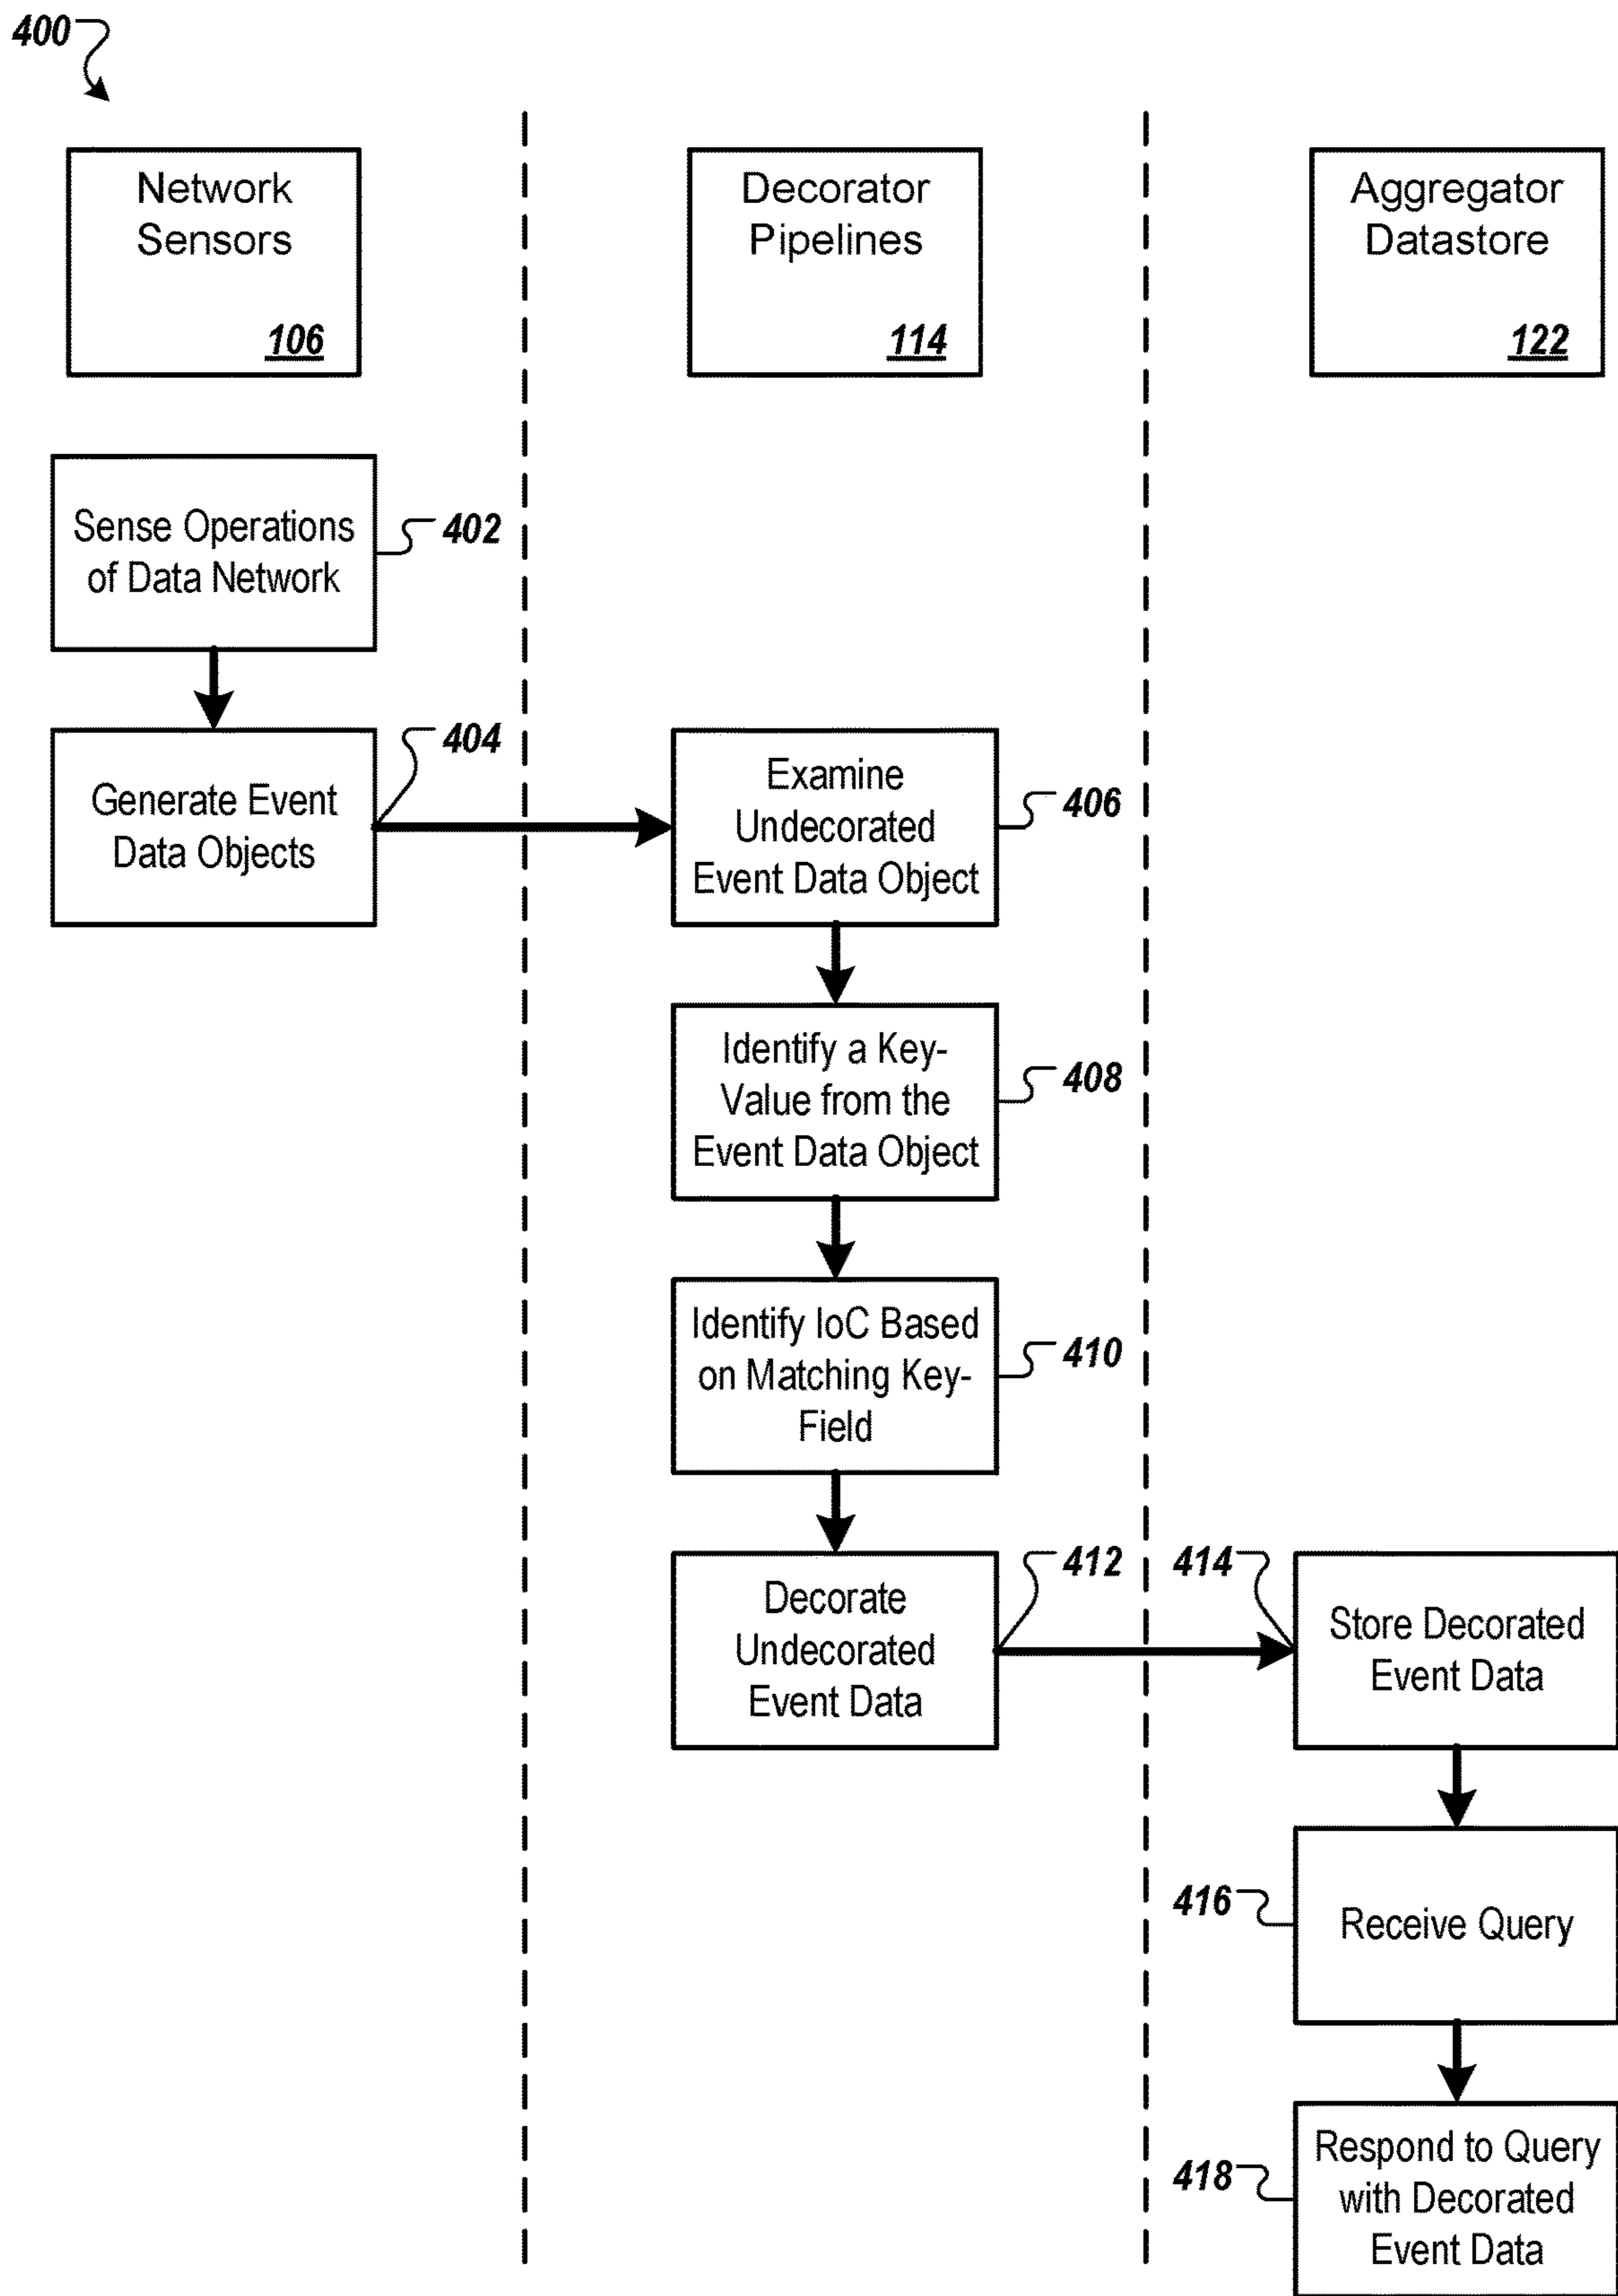 400
Network
Sensors
106
Decorator
Pipelines
114
Aggregator
Datastore
122
Sense Operations
of Data Network
402
Generate Event
Data Objects
404
Examine
Undecorated
Event Data Object
406
Identify a Key-
Value from the
Event Data Object
408
Identify IoC Based
on Matching Key-
Field
410
Decorate
Undecorated
Event Data
412
414
Store Decorated
Event Data
416
Receive Query
418
Respond to Query
with Decorated
Event Data